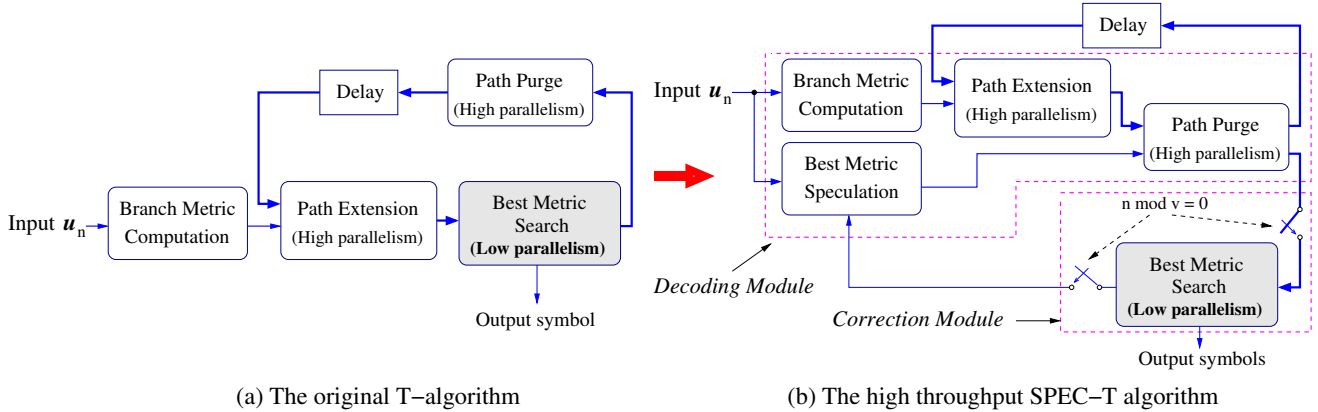 Path Purge
(High parallelism)
Delay
Input u_n
Branch Metric
Computation
Path Extension
(High parallelism)
Best Metric
Search
(Low parallelism)
Output symbol
(a) The original T-algorithm
Delay
Input u_n
Branch Metric
Computation
Path Extension
(High parallelism)
Path Purge
(High parallelism)
Best Metric
Speculation
n mod v = 0
Decoding Module
Best Metric
Search
(Low parallelism)
Correction Module
Output symbols
(b) The high throughput SPEC-T algorithm